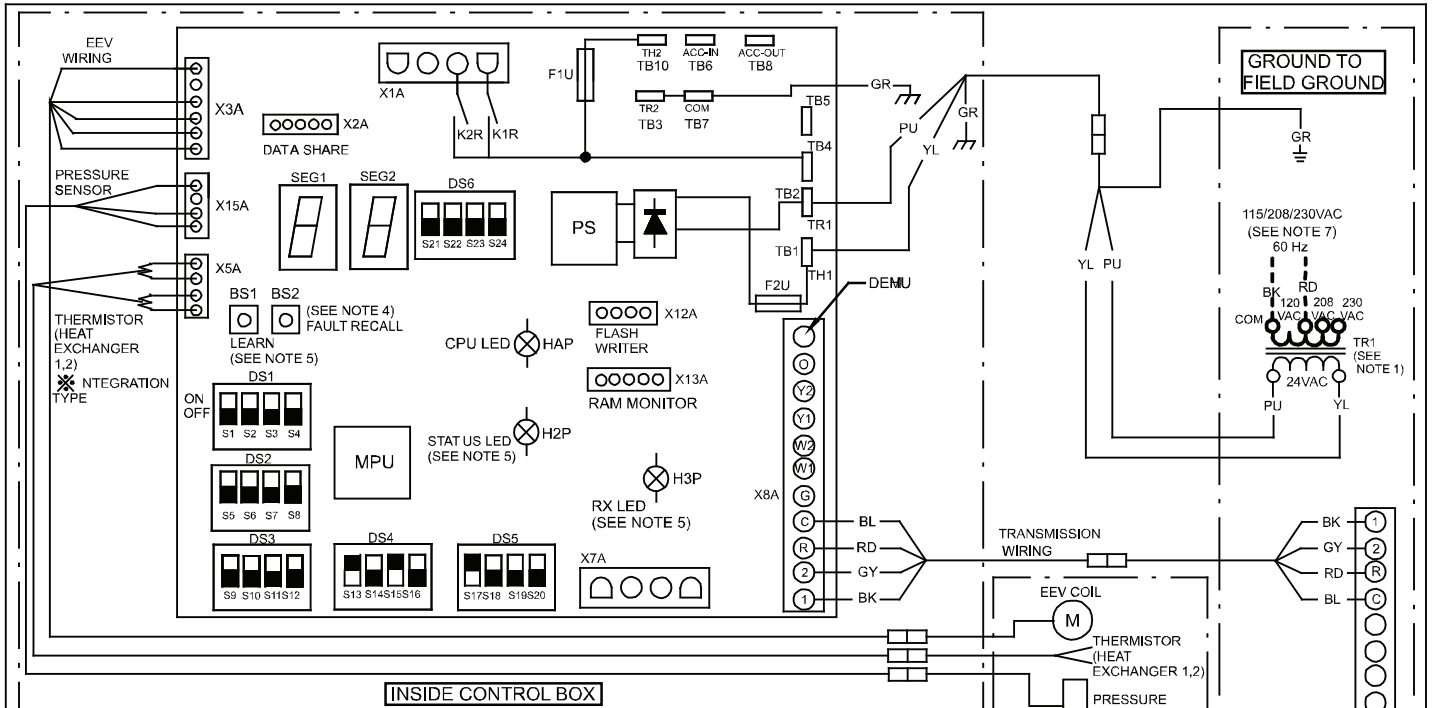 EEV
WIRING
X3A
X1A
F1U
TH2
TB10
ACC-IN
TB6
ACC-OUT
TB8
TR2
TB3
COM
TB7
GR
TB5
GR
GROUND TO
FIELD GROUND
X2A
DATA SHARE
K2R
K1R
TB4
PU
YL
GR
PRESSURE
SENSOR
X15A
SEG1
SEG2
DS6
S21 S22 S23 S24
PS
TB2
TR1
TB1
TH1
115/208/230VAC
(SEE NOTE 7)
60 Hz
YL PU
X5A
BS1 BS2
(SEE NOTE 4)
FAULT RECALL
LEARN
(SEE NOTE 5)
F2U
DEMU
BK
RD
COM
120
VAC
208
VAC
230
VAC
TR1
(SEE
NOTE 1)
24VAC
PU
YL
THERMISTOR
(HEAT
EXCHANGER
1,2)
※ NTEGRATION
TYPE
CPU LED
HAP
X12A
FLASH
WRITER
X13A
RAM MONITOR
ON
OFF
DS1
S1 S2 S3 S4
DS2
S5 S6 S7 S8
MPU
STAT US LED
(SEE NOTE 5)
H2P
H3P
RX LED
(SEE NOTE 5)
X8A
O
Y2
Y1
W2
W1
G
C
R
2
1
BL
RD
GY
BK
TRANSMISSION
WIRING
BK
GY
RD
BL
1
2
R
C
DS3
S9 S10 S11 S12
DS4
S13 S14 S15 S16
DS5
S17 S18 S19 S20
X7A
EEV COIL
M
THERMISTOR
(HEAT
EXCHANGER 1,2)
PRESSURE
INSIDE CONTROL BOX